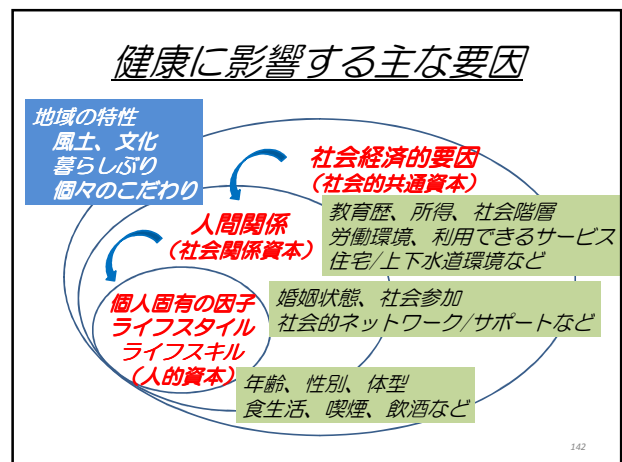 健康に影響する主な要因
地域の特性
風土、文化
暮らしぶり
個々のこだわり
社会経済的要因
(社会的共通資本)
教育歴、所得、社会階層
労働環境、利用できるサービス
住宅/上下水道環境など
人間関係
(社会関係資本)
婚姻状態、社会参加
社会的ネットワーク/サポートなど
個人固有の因子
ライフスタイル
ライフスキル
(人的資本)
年齢、性別、体型
食生活、喫煙、飲酒など
142